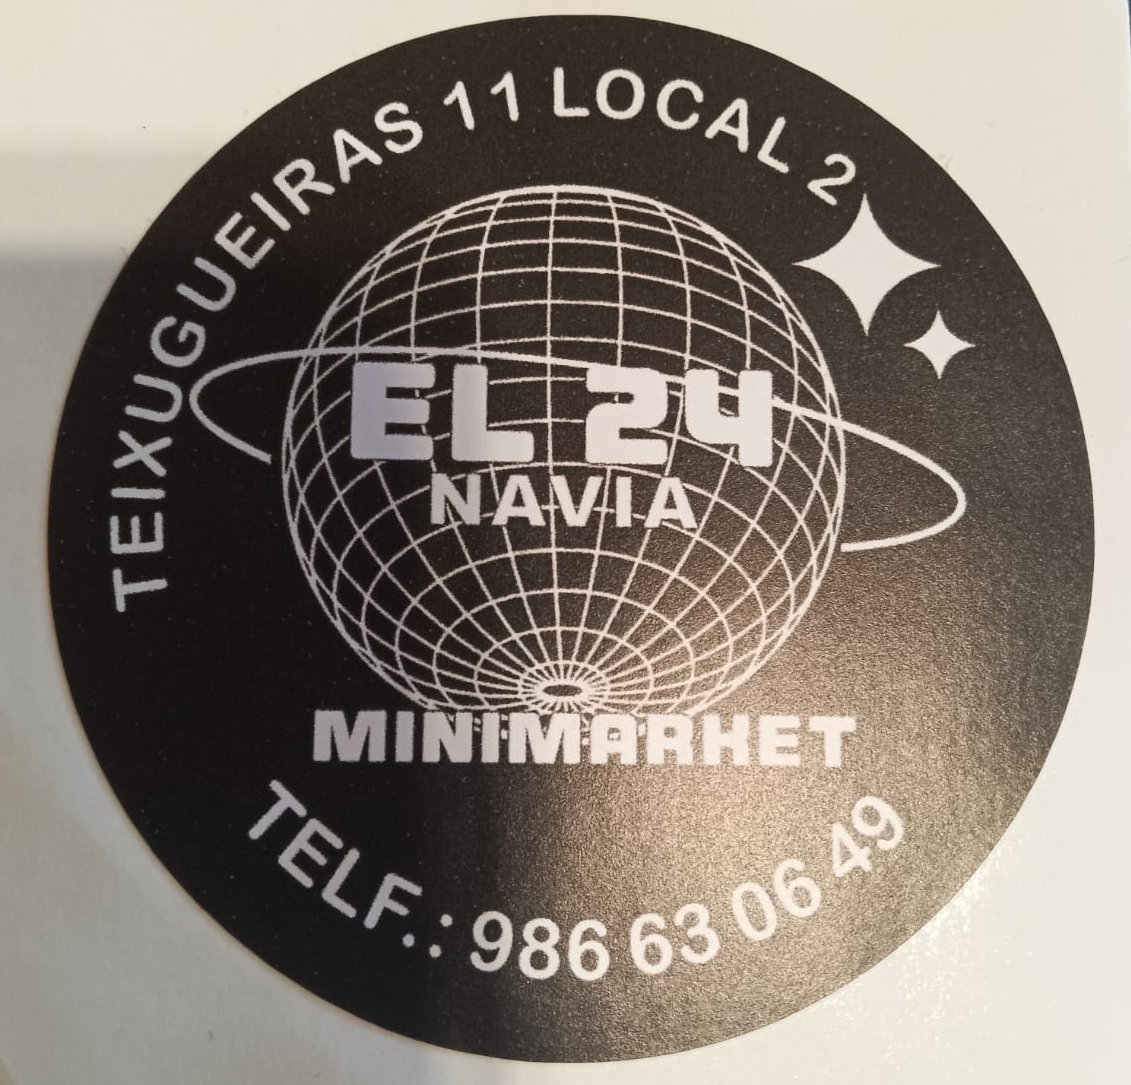 TEIXUGUEIRAS 11 LOCAL 2
EL 24
NAVIA
MINIMARKET
TELF.: 986 63 06 49